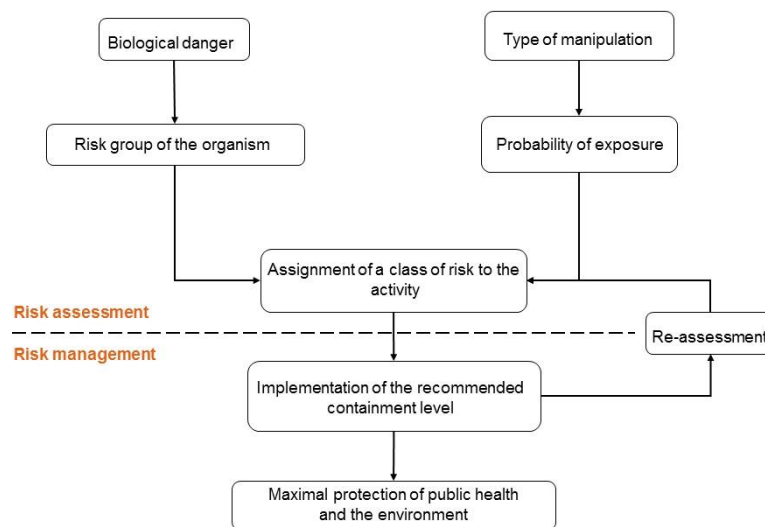 Biological danger
Type of manipulation
Risk group of the organism
Probability of exposure
Assignment of a class of risk to the
activity
Risk assessment
Risk management
Re-assessment
Implementation of the recommended
containment level
Maximal protection of public health
and the environment